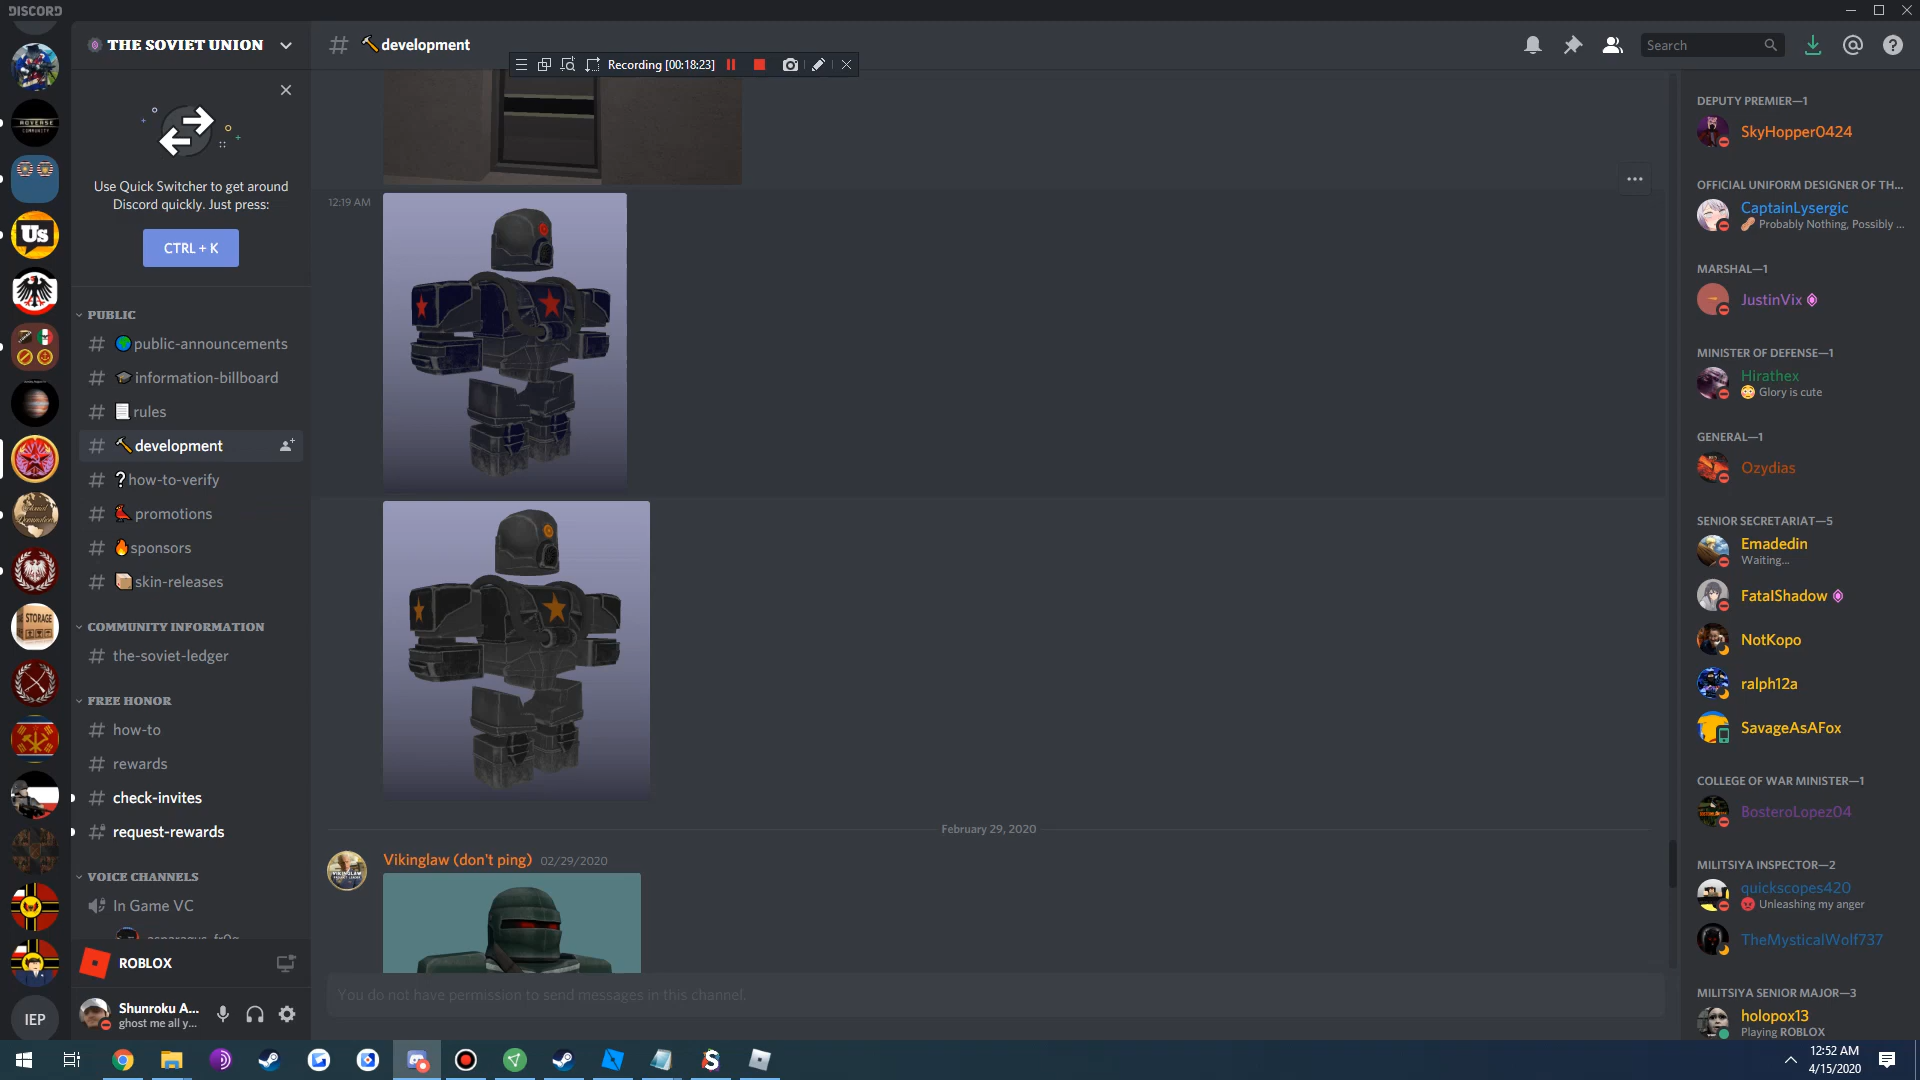 DISCORD
THE SOVIET UNION
Use Quick Switcher to get around
Discord quickly. Just press:
CTRL + K
PUBLIC
public-announcements
information-billboard
rules
development
how-to-verify
promotions
sponsors
skin-releases
COMMUNITY INFORMATION
the-soviet-ledger
FREE HONOR
how-to
rewards
check-invites
request-rewards
VOICE CHANNELS
In Game VC
ROBLOX
Shunroku A...
ghost me all y...
Us
STORAGE
IEP
development
Recording [00:18:23]
Search
12:19 AM
February 29, 2020
Vikinglaw (don't ping) 02/29/2020
You do not have permission to send messages in this channel.
DEPUTY PREMIER—1
SkyHopper0424
OFFICIAL UNIFORM DESIGNER OF TH...
CaptainLysergic
Probably Nothing, Possibly ...
MARSHAL—1
JustinVix
MINISTER OF DEFENSE—1
Hirathex
Glory is cute
GENERAL—1
Ozydias
SENIOR SECRETARIAT—5
Emadedin
Waiting...
FatalShadow
NotKopo
ralph12a
SavageAsAFox
COLLEGE OF WAR MINISTER—1
BosteroLopez04
MILITSIYA INSPECTOR—2
quickscopes420
Unleashing my anger
TheMysticalWolf737
MILITSIYA SENIOR MAJOR—3
holopox13
Playing ROBLOX
12:52 AM
4/15/2020